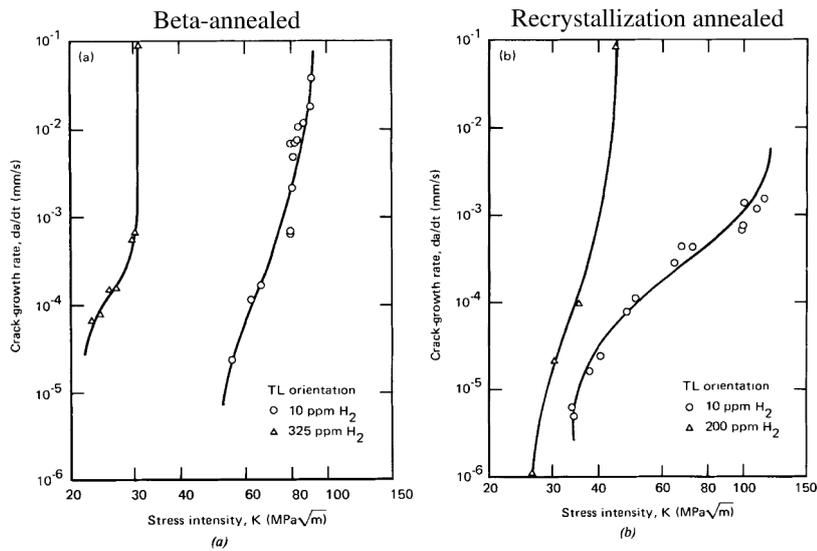 Beta-annealed
Recrystallization annealed
(a)
10^-1
10^-2
10^-3
10^-4
10^-5
10^-6
Crack-growth rate, da/dt (mm/s)
TL orientation
○ 10 ppm H₂
△ 325 ppm H₂
20 30 40 60 80 100 150
Stress intensity, K (MPa√m)
(a)
(b)
10^-1
10^-2
10^-3
10^-4
10^-5
10^-6
Crack-growth rate, da/dt (mm/s)
TL orientation
○ 10 ppm H₂
△ 200 ppm H₂
20 30 40 60 80 100 150
Stress intensity, K (MPa√m)
(b)